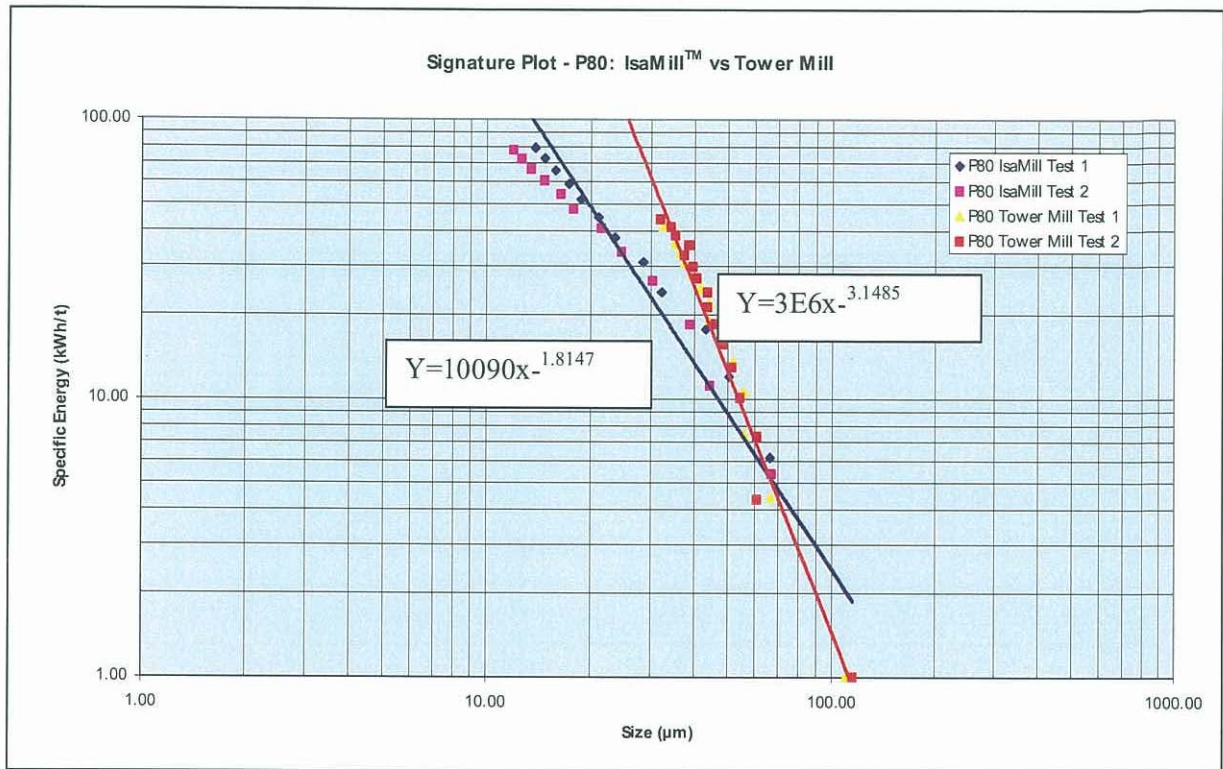 Signature Plot - P80: IsaMill™ vs Tower Mill
100.00
10.00
1.00
Specific Energy (kWh/t)
P80 IsaMill Test 1
P80 IsaMill Test 2
P80 Tower Mill Test 1
P80 Tower Mill Test 2
Y=3E6x-^3.1485
Y=10090x-^1.8147
1.00 10.00 100.00 1000.00
Size (µm)